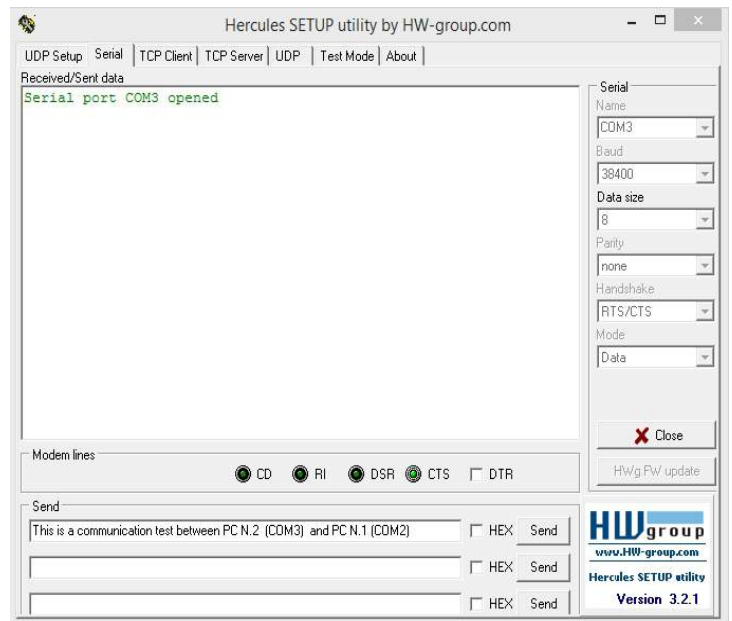 Hercules SETUP utility by HW-group.com
UDP Setup Serial TCP Client TCP Server UDP Test Mode About
Received/Sent data
Serial port COM3 opened
Serial
Name
COM3
Baud
38400
Data size
8
Parity
none
Handshake
RTS/CTS
Mode
Data
Close
HWg FW update
Modem lines
CD RI DSR CTS DTR
Send
This is a communication test between PC N.2 (COM3) and PC N.1 (COM2) HEX Send
HEX Send
HEX Send
HWgroup
www.HW-group.com
Hercules SETUP utility
Version 3.2.1